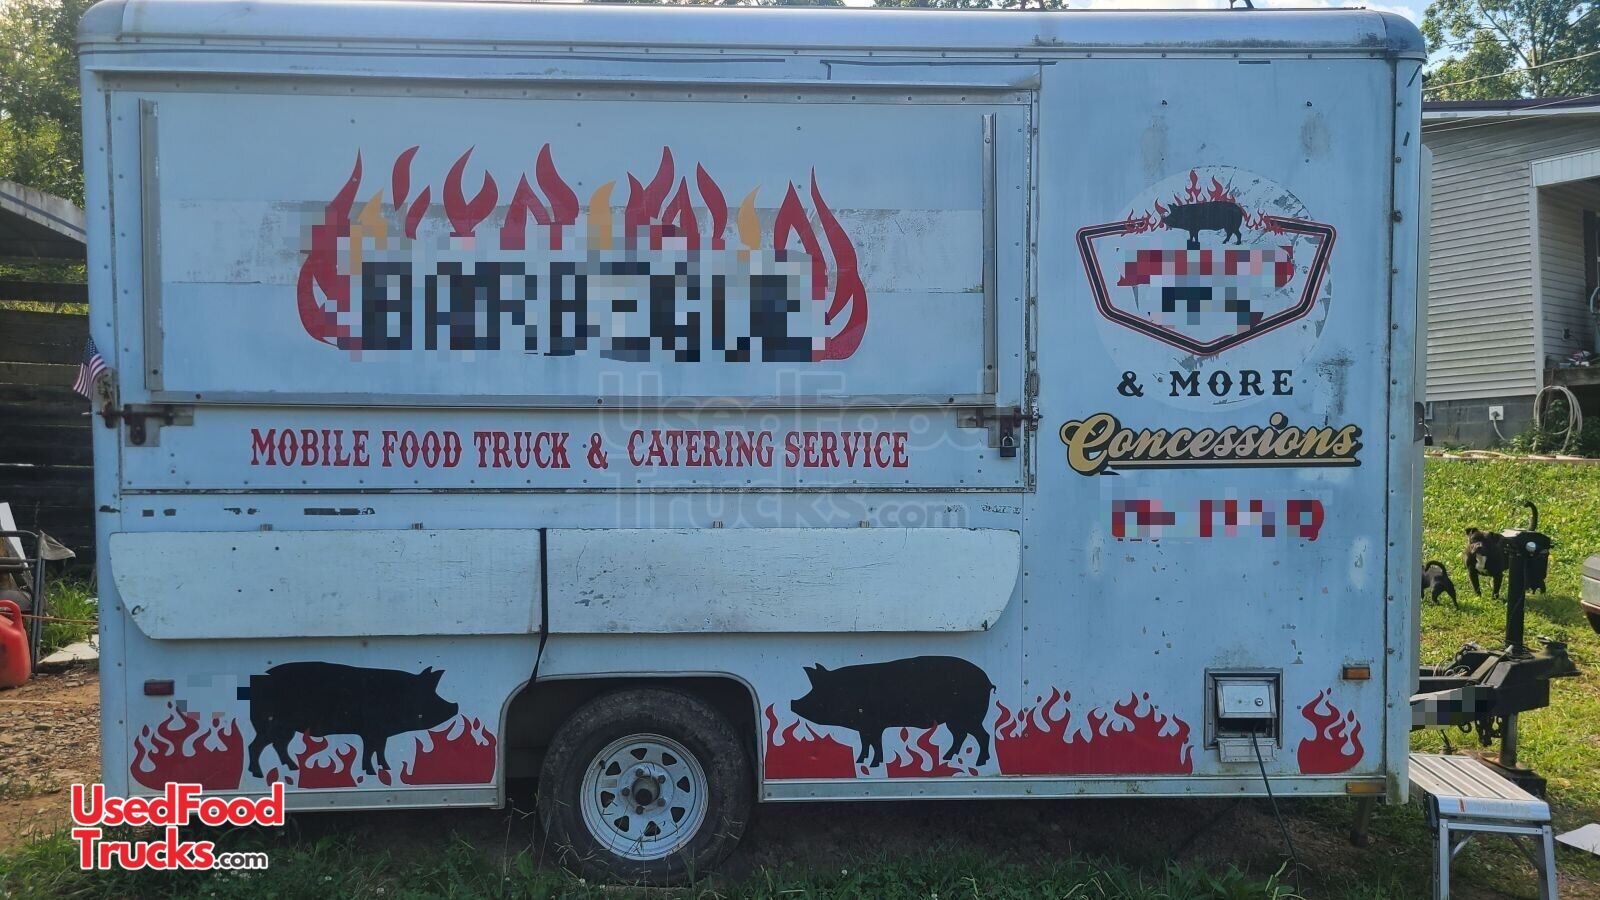 BARBEQUE
MOBILE FOOD TRUCK & CATERING SERVICE
& MORE
Concessions
UsedFood
Trucks.com
UsedFood
Trucks.com